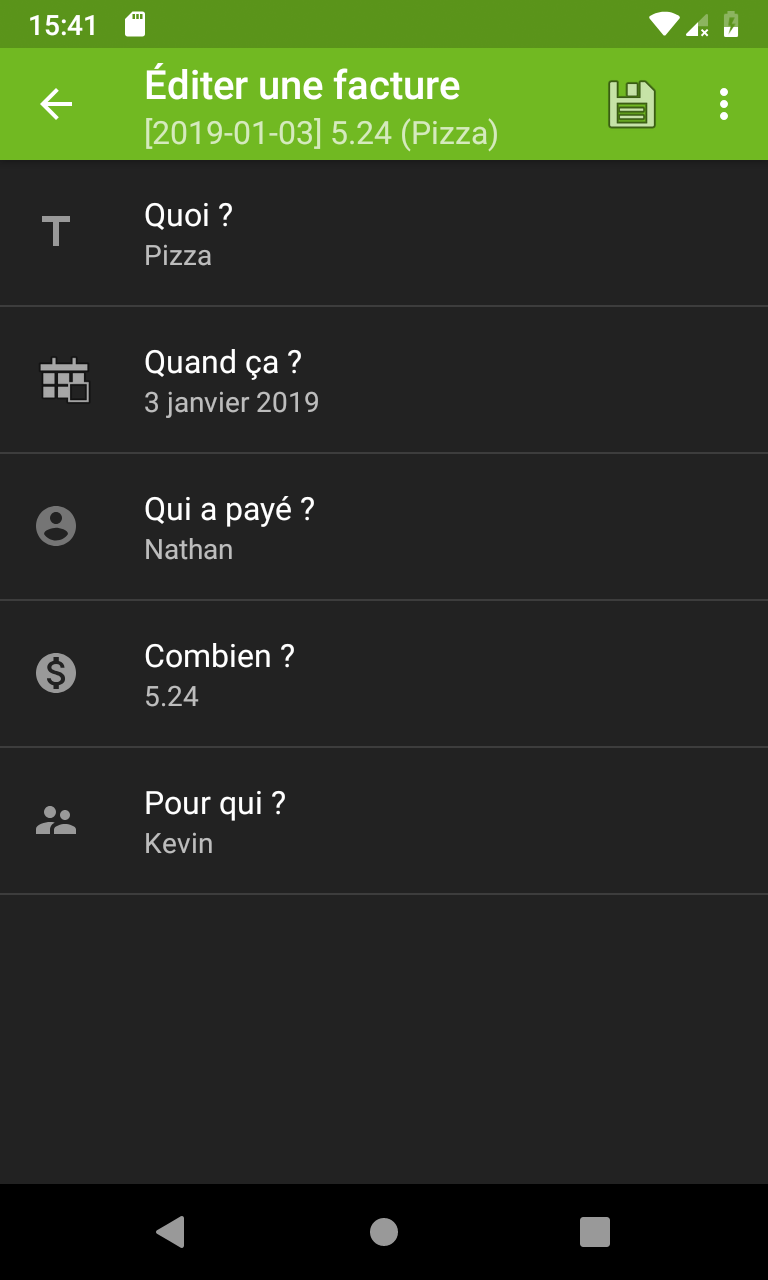 15:41
Éditer une facture
[2019-01-03] 5.24 (Pizza)
Quoi ?
Pizza
Quand ça ?
3 janvier 2019
Qui a payé ?
Nathan
Combien ?
5.24
Pour qui ?
Kevin